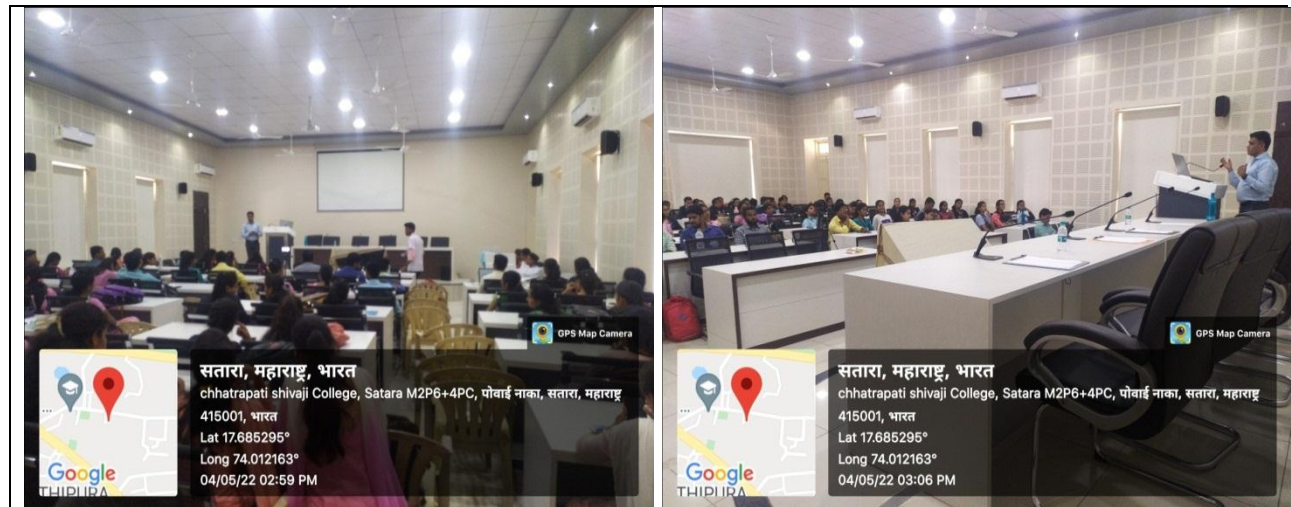 GPS Map Camera
सतारा, महाराष्ट्र, भारत
chhatrapati shivaji College, Satara M2P6+4PC, पोवाई नाका, सतारा, महाराष्ट्र
415001, भारत
Lat 17.685295°
Long 74.012163°
04/05/22 02:59 PM
...
Google
THIPURA
GPS Map Camera
सतारा, महाराष्ट्र, भारत
chhatrapati shivaji College, Satara M2P6+4PC, पोवाई नाका, सतारा, महाराष्ट्र
415001, भारत
Lat 17.685295°
Long 74.012163°
04/05/22 03:06 PM
...
Google
THIPURA